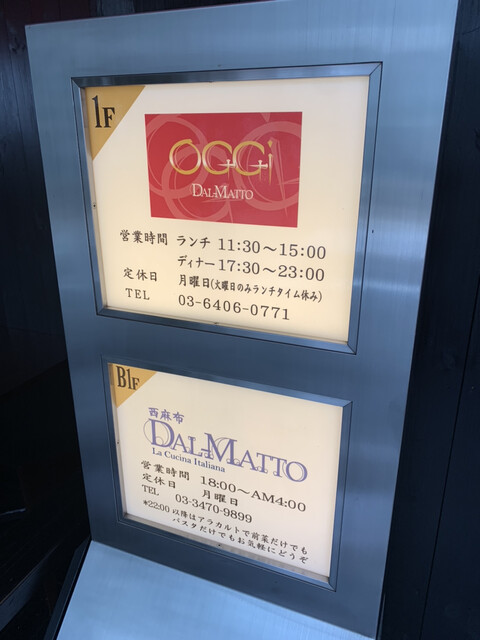 1F
OGGi
DAL-MATTO
営業時間 ランチ 11:30〜15:00
ディナー 17:30〜23:00
定休日 月曜日(火曜日のみランチタイム休み)
TEL 03-6406-0771
B1F
西麻布
DAL-MATTO
La Cucina Italiana
営業時間 18:00〜AM4:00
定休日 月曜日
TEL 03-3470-9899
*22:00以降はアラカルトで前菜だけでも
パスタだけでもお気軽にどうぞ